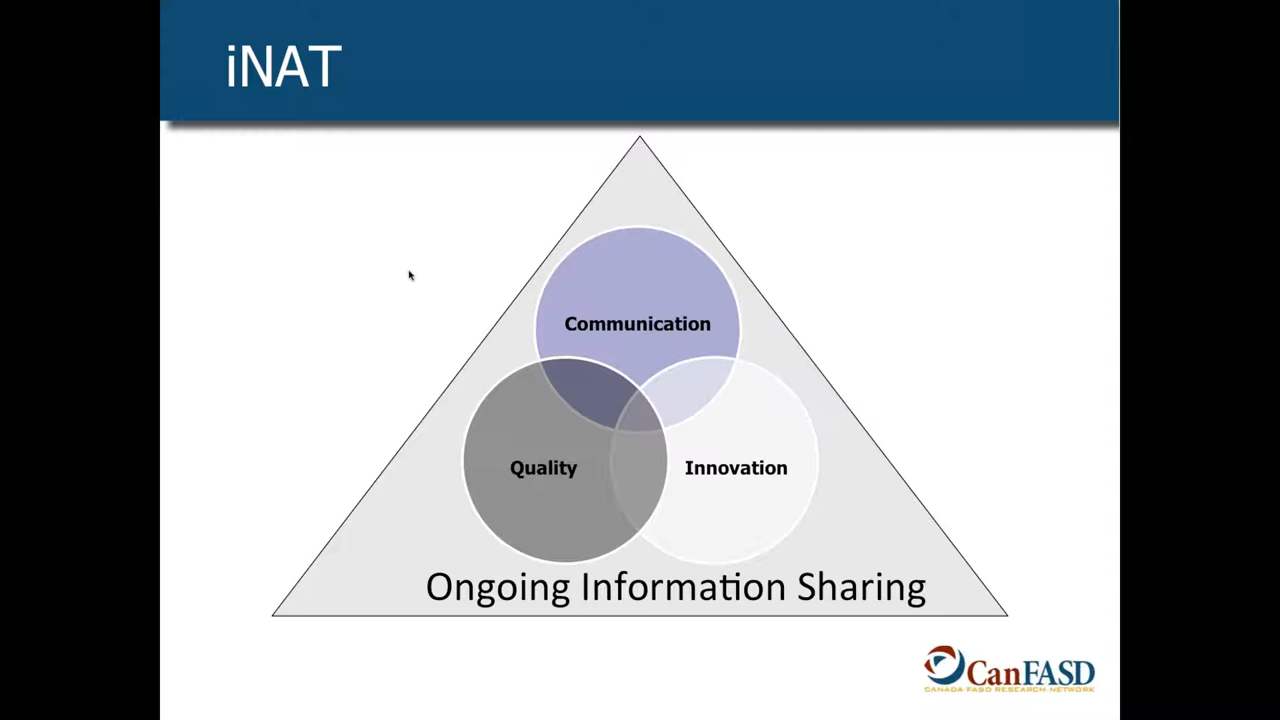 iNAT
Communication
Quality
Innovation
Ongoing Information Sharing
CanFASD
CANADA FASD RESEARCH NETWORK